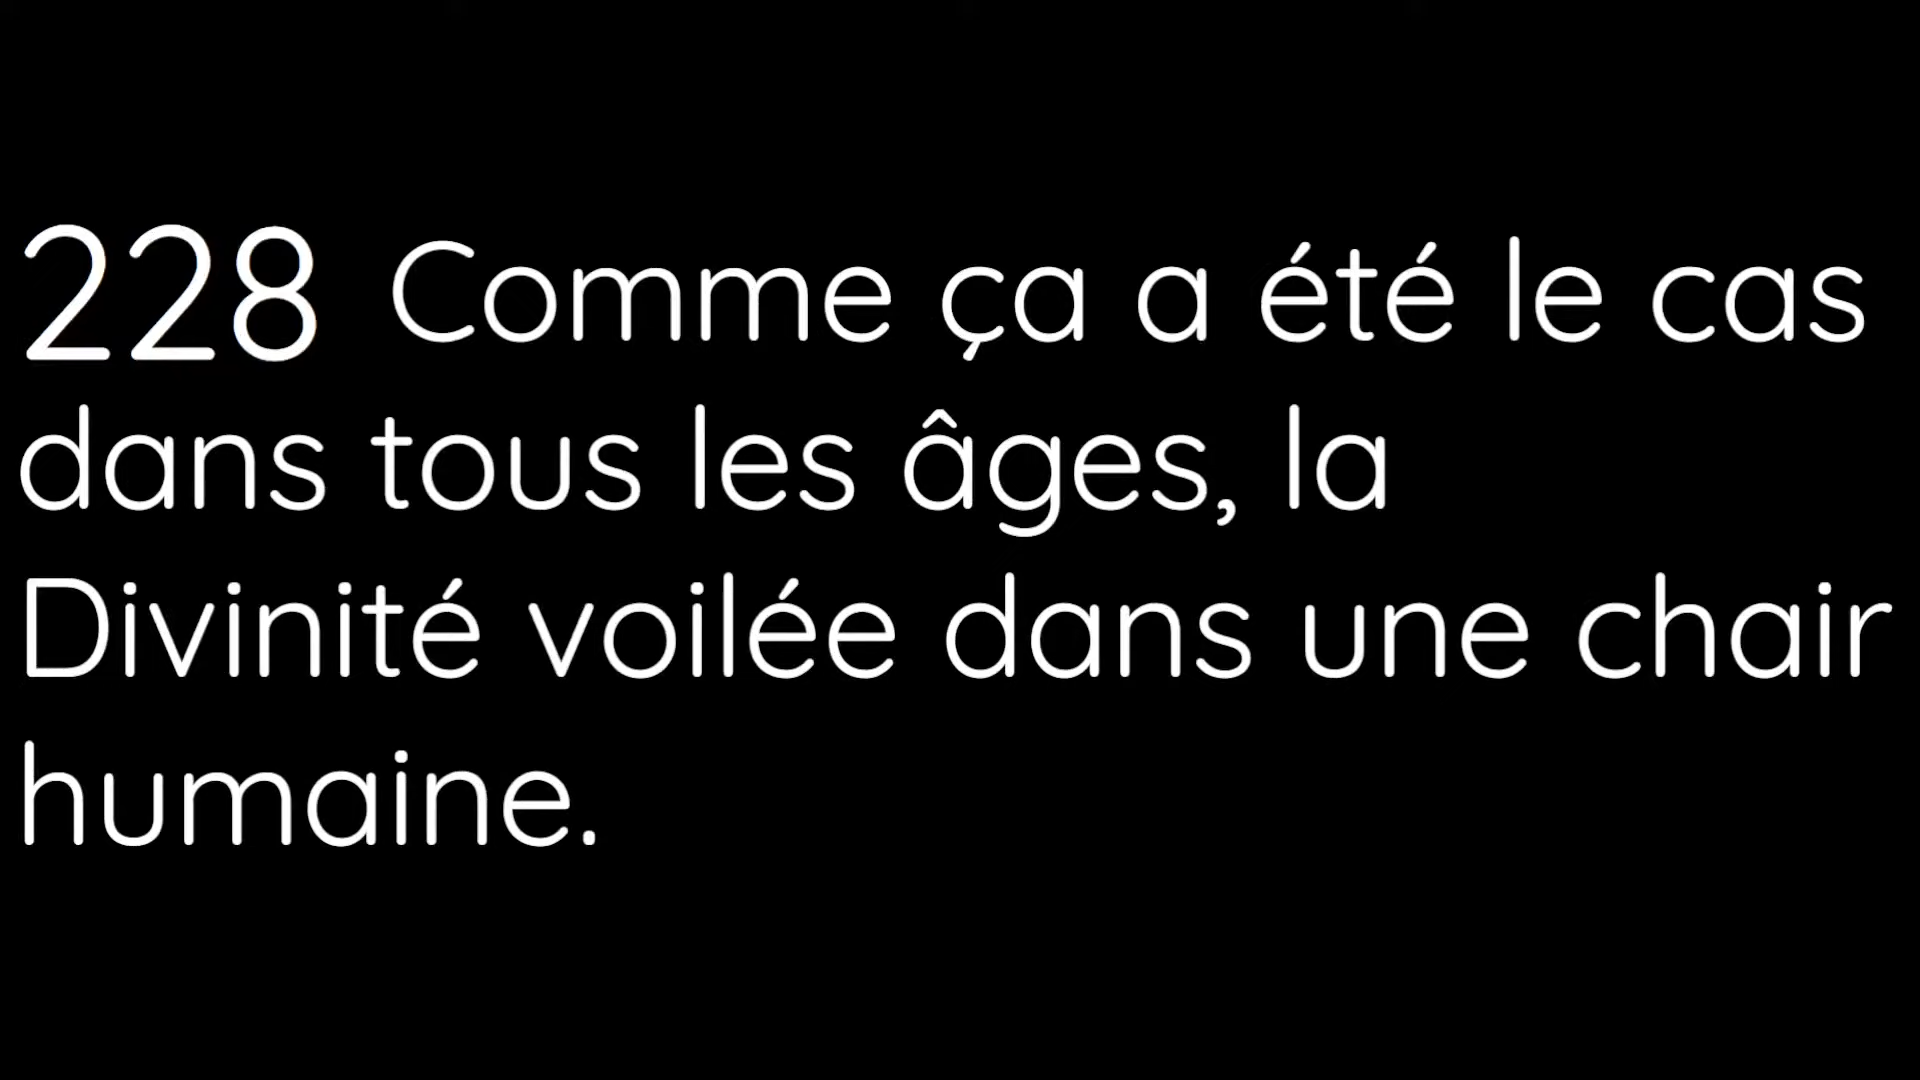 228 Comme ça a été le cas
dans tous les âges, la
Divinité voilée dans une chair
humaine.